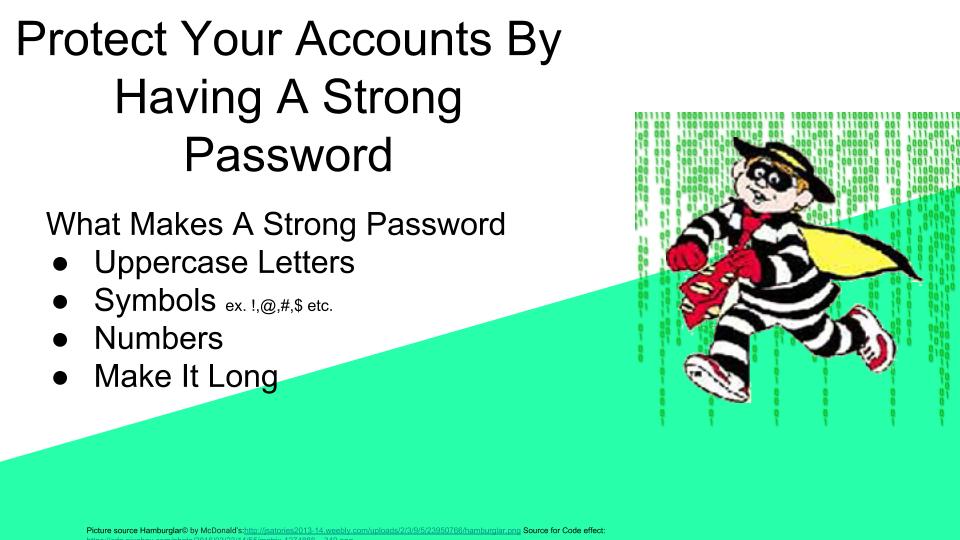 Protect Your Accounts By
Having A Strong
Password
What Makes A Strong Password
● Uppercase Letters
● Symbols ex. !,@,#,$ etc.
● Numbers
● Make It Long
Picture source Hamburglar© by McDonald's:http://isatories2013-14.weebly.com/uploads/2/3/9/5/23950766/hamburglar.png Source for Code effect: